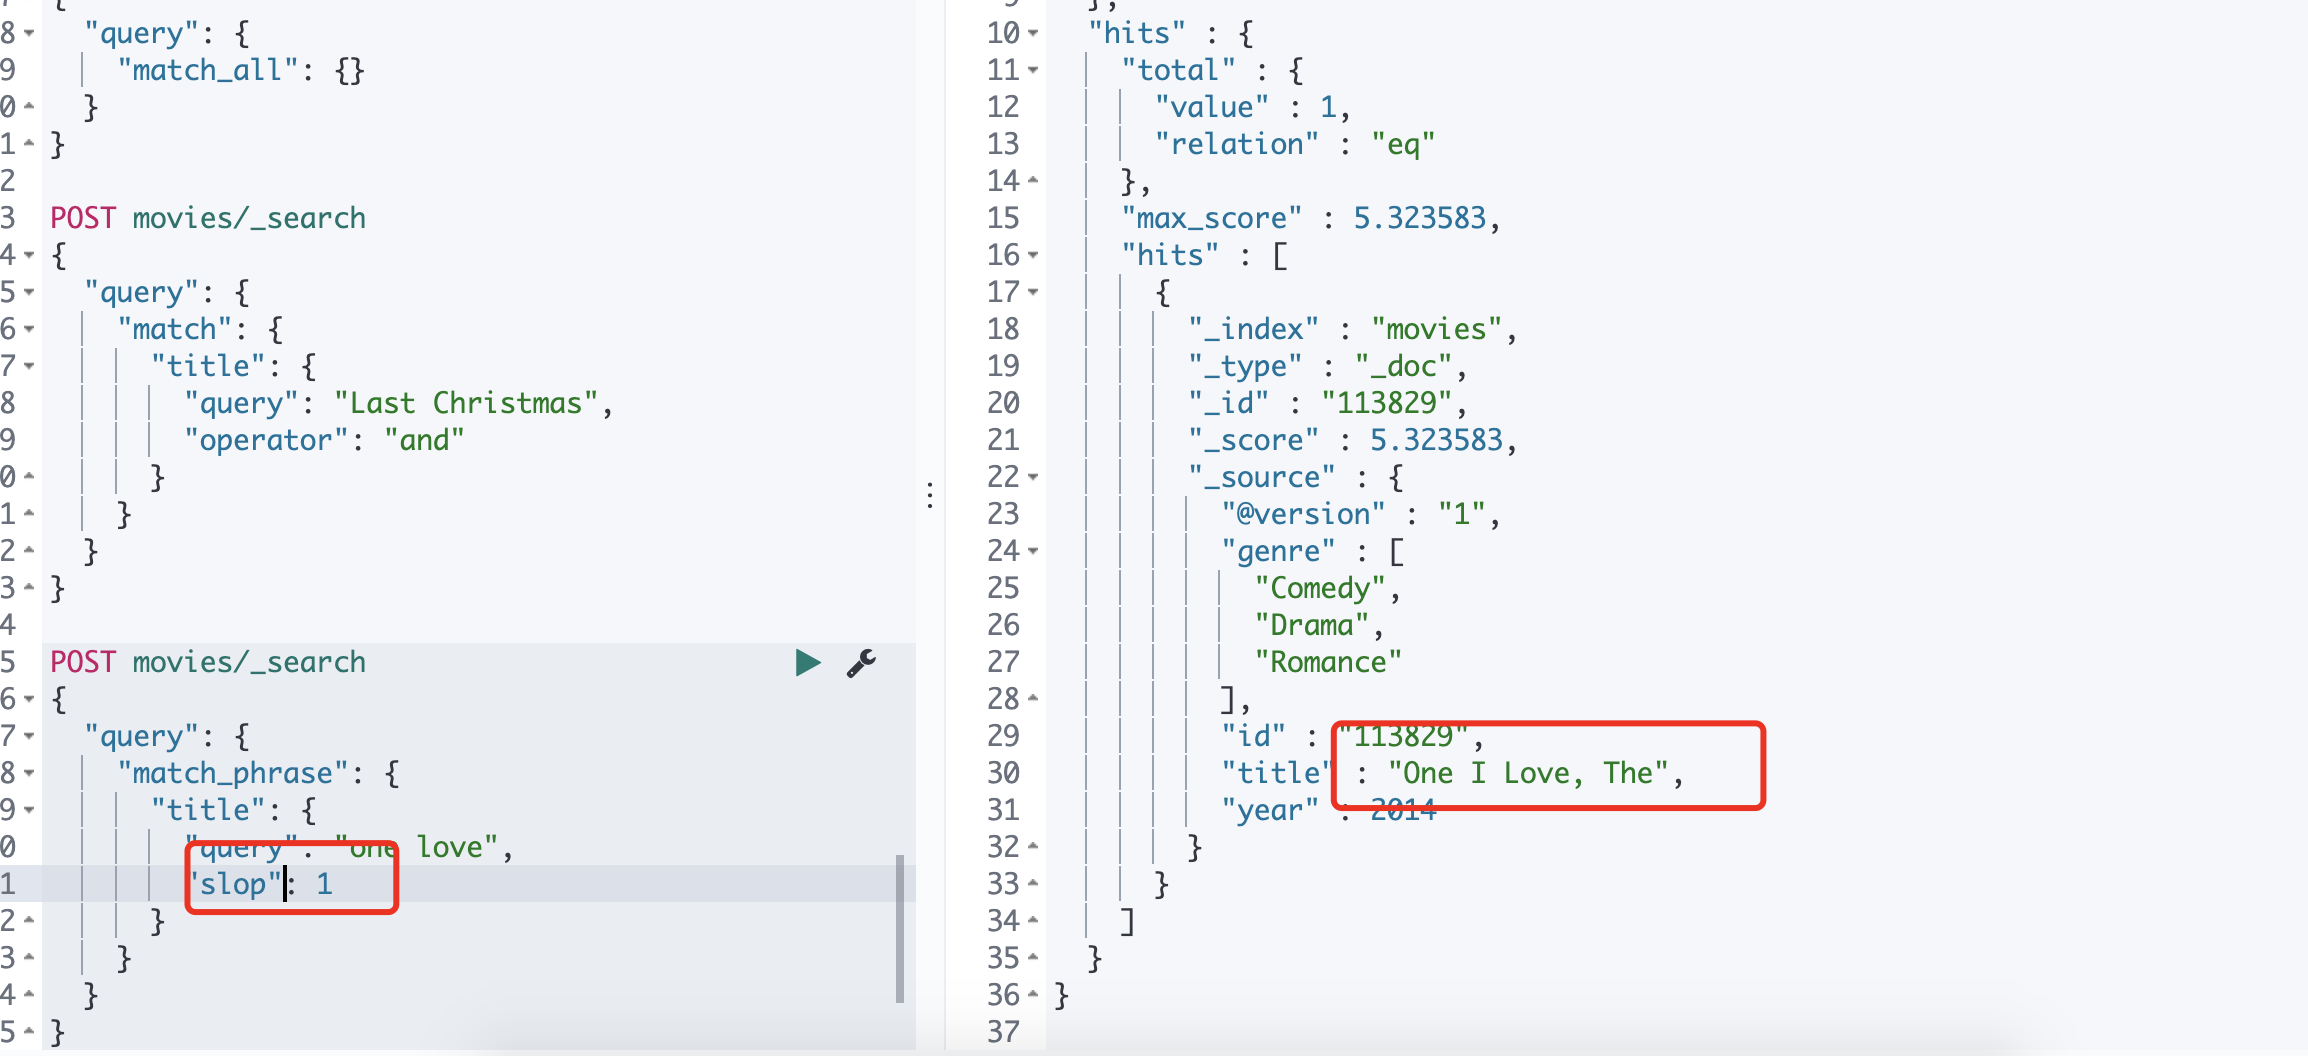 {
8 "query": {
9 "match_all": {}
0 }
1 }
2
3 POST movies/_search
4 {
5 "query": {
6 "match": {
7 "title": {
8 "query": "Last Christmas",
9 "operator": "and"
0 }
1 }
2 }
3 }
4
5 POST movies/_search
6 {
7 "query": {
8 "match_phrase": {
9 "title": {
0 "query": "one love",
1 "slop": 1
2 }
3 }
4 }
5 }
9 },
10 "hits" : {
11 "total" : {
12 "value" : 1,
13 "relation" : "eq"
14 },
15 "max_score" : 5.323583,
16 "hits" : [
17 {
18 "_index" : "movies",
19 "_type" : "_doc",
20 "_id" : "113829",
21 "_score" : 5.323583,
22 "_source" : {
23 "@version" : "1",
24 "genre" : [
25 "Comedy",
26 "Drama",
27 "Romance"
28 ],
29 "id" : "113829",
30 "title" : "One I Love, The",
31 "year" : 2014
32 }
33 }
34 ]
35 }
36 }
37